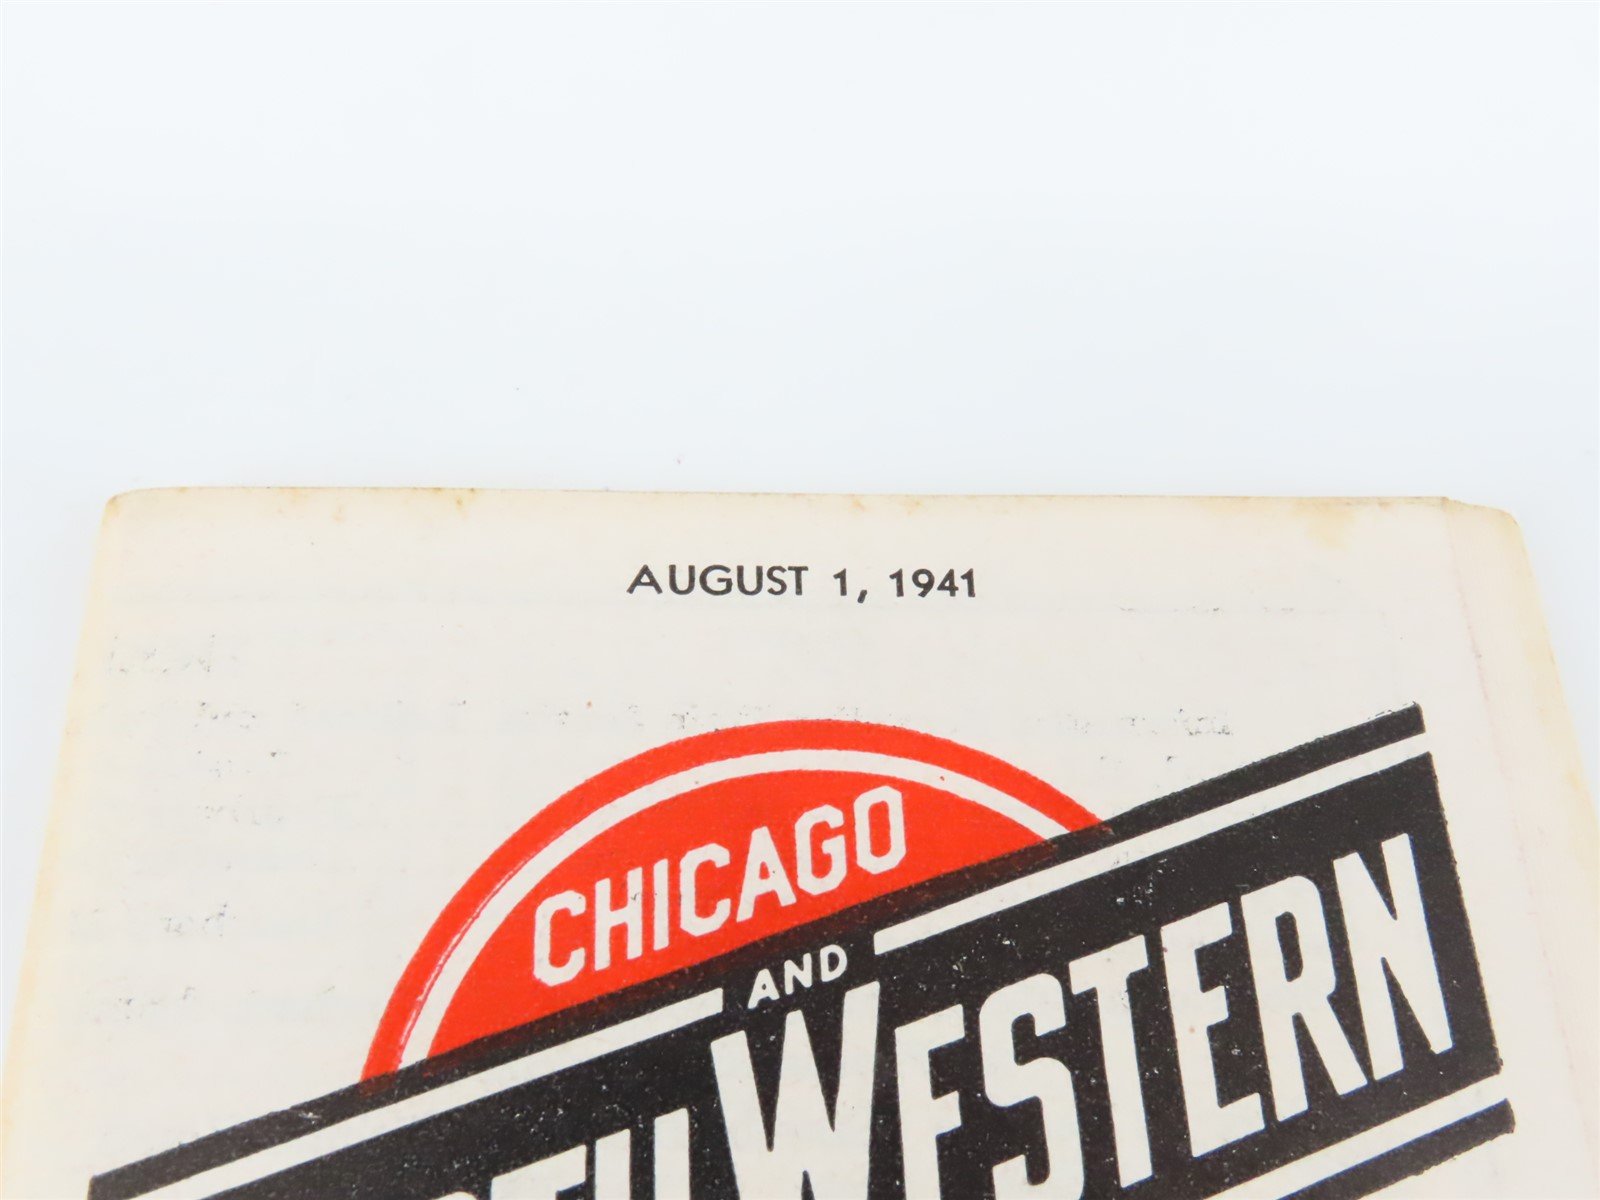 AUGUST 1, 1941
CHICAGO
AND
WESTERN